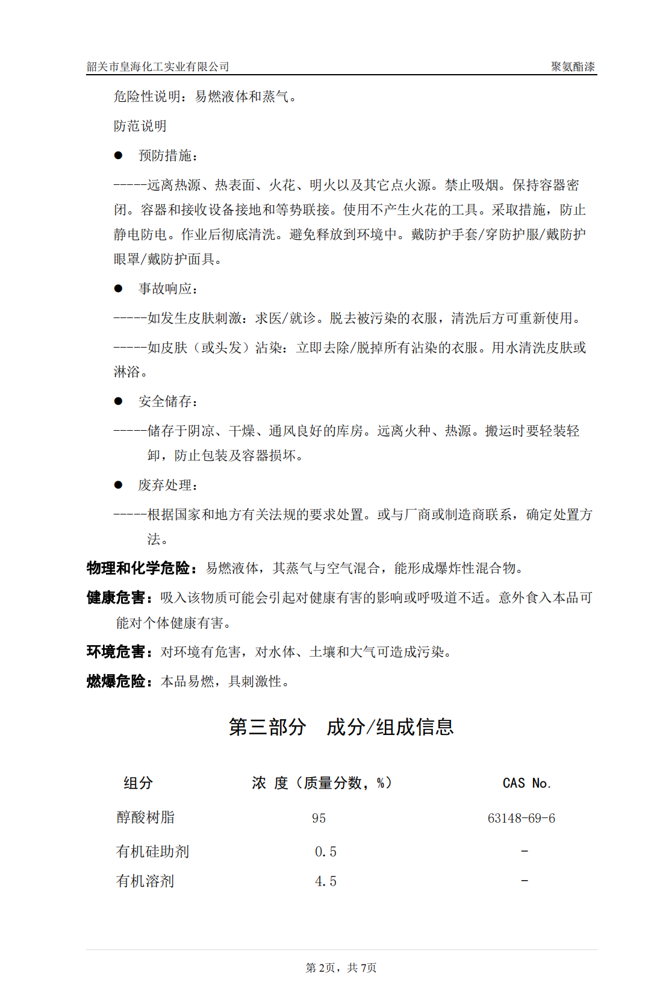 韶关市皇海化工实业有限公司 聚氨酯漆
危险性说明：易燃液体和蒸气。
防范说明
● 预防措施：
-----远离热源、热表面、火花、明火以及其它点火源。禁止吸烟。保持容器密
闭。容器和接收设备接地和等势联接。使用不产生火花的工具。采取措施，防止
静电防电。作业后彻底清洗。避免释放到环境中。戴防护手套/穿防护服/戴防护
眼罩/戴防护面具。
● 事故响应：
-----如发生皮肤刺激：求医/就诊。脱去被污染的衣服，清洗后方可重新使用。
-----如皮肤（或头发）沾染：立即去除/脱掉所有沾染的衣服。用水清洗皮肤或
淋浴。
● 安全储存：
-----储存于阴凉、干燥、通风良好的库房。远离火种、热源。搬运时要轻装轻
卸，防止包装及容器损坏。
● 废弃处理：
-----根据国家和地方有关法规的要求处置。或与厂商或制造商联系，确定处置方
法。
物理和化学危险：易燃液体，其蒸气与空气混合，能形成爆炸性混合物。
健康危害：吸入该物质可能会引起对健康有害的影响或呼吸道不适。意外食入本品可
能对个体健康有害。
环境危害：对环境有危害，对水体、土壤和大气可造成污染。
燃爆危险：本品易燃，具刺激性。
第三部分 成分/组成信息
组分 浓 度（质量分数，%） CAS No.
醇酸树脂 95 63148-69-6
有机硅助剂 0.5 -
有机溶剂 4.5 -
第 2页，共 7页